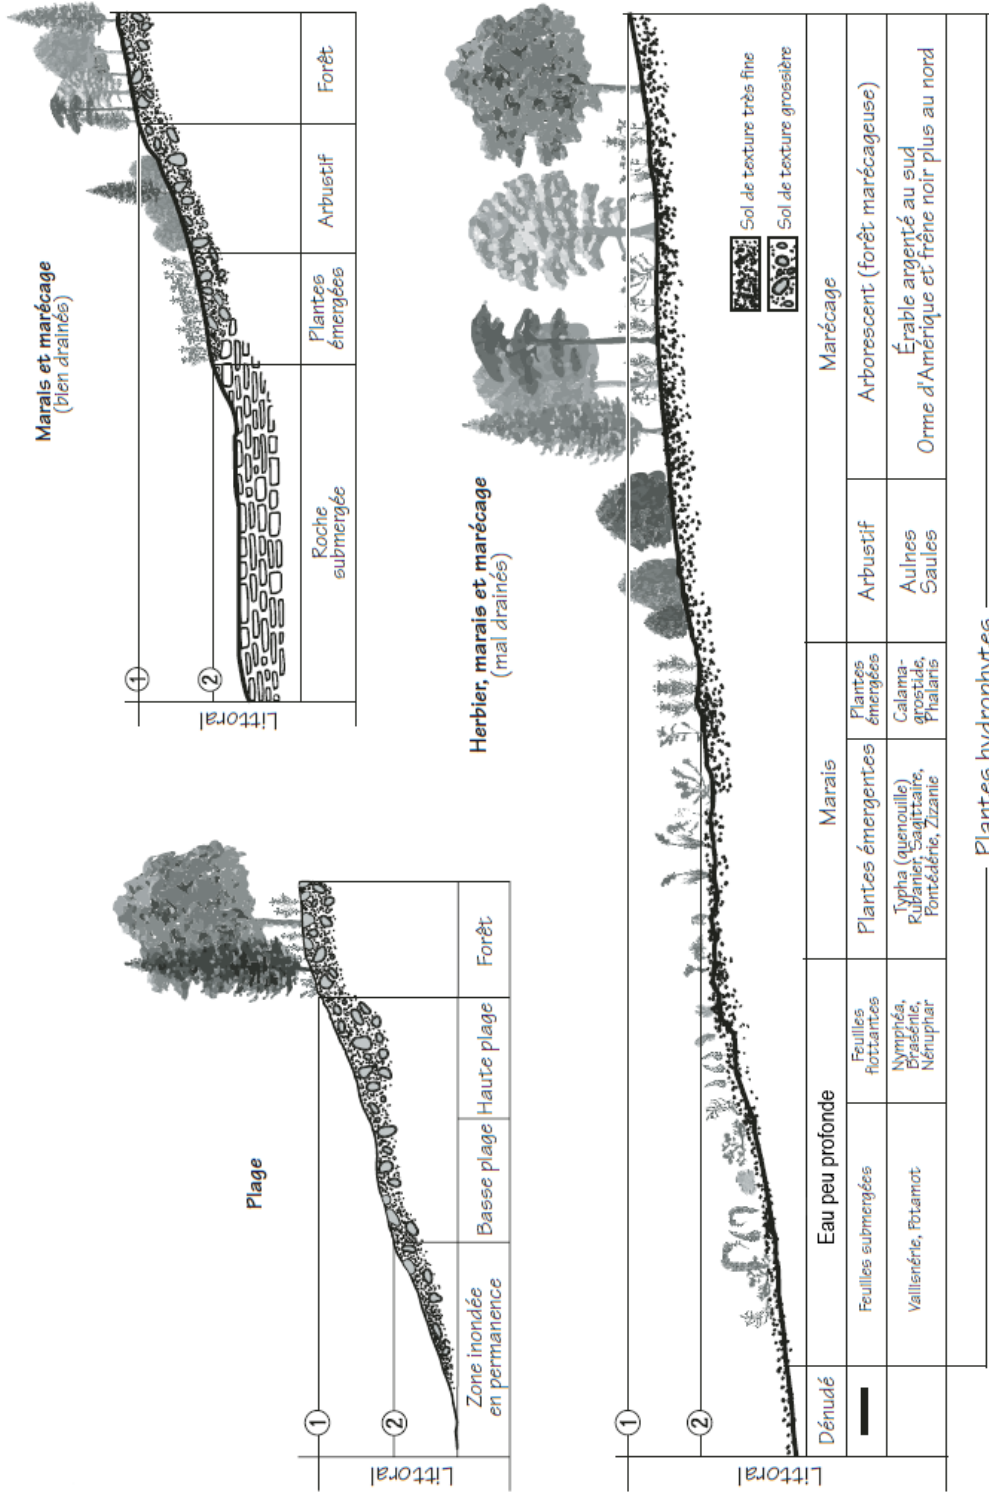 Plage
Littoral
1
2
Zone inondée
en permanence
Basse plage
Haute plage
Forêt
Marais et marécage
(bien drainés)
Littoral
1
2
Roche
submergée
Plantes
émergées
Arbustif
Forêt
Herbier, marais et marécage
(mal drainés)
Littoral
1
2
Sol de texture très fine
Sol de texture grossière
Dénudé
Eau peu profonde
Marais
Marécage
Feuilles submergées
Feuilles
flottantes
Plantes émergentes
Plantes
émergées
Arbustif
Arborescent (forêt marécageuse)
Vallisnérie, Potamot
Nymphéa,
Brasénie,
Nénuphar
Typha (quenouille)
Rubanier, Sagittaire,
Pontédérie, Zizanie
Calama-
grostide,
Phalaris
Aulnes
Saules
Érable argenté au sud
Orme d'Amérique et frêne noir plus au nord
Plantes hydrophytes